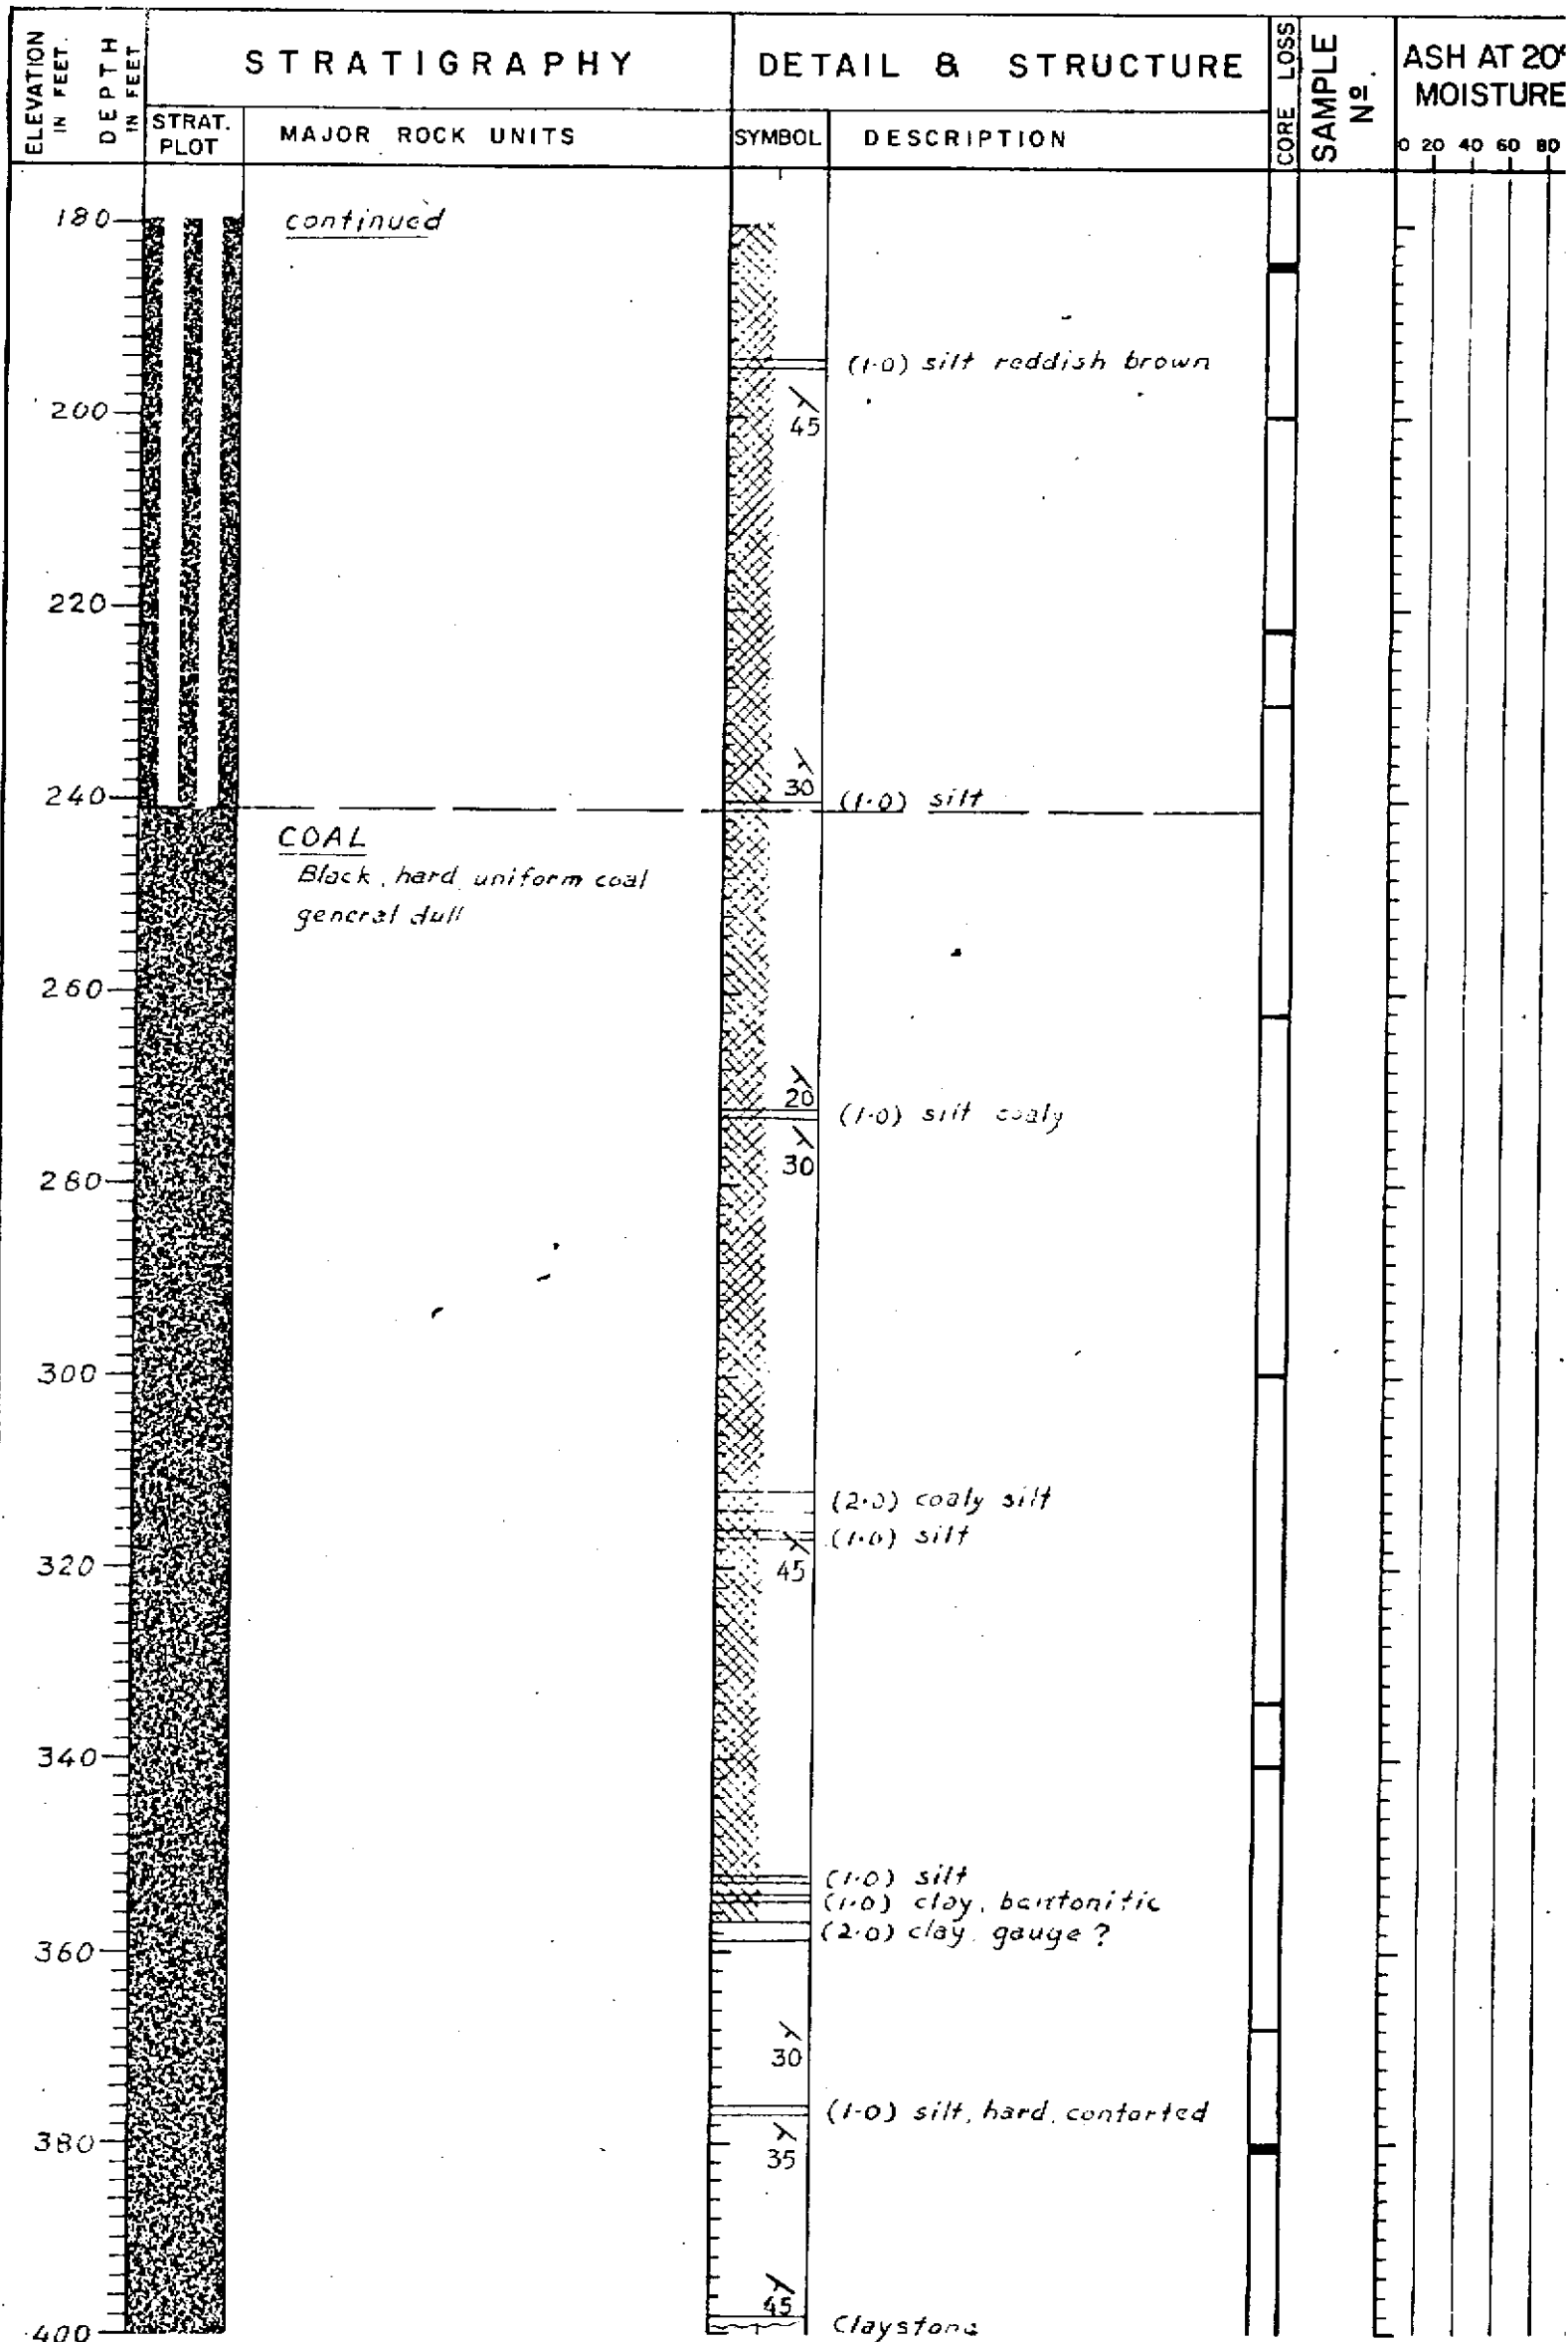 ELEVATION IN FEET.
DEPTH IN FEET
STRATIGRAPHY
DETAIL & STRUCTURE
CORE LOSS
SAMPLE Nº.
ASH AT 20
MOISTURE
STRAT. PLOT
MAJOR ROCK UNITS
SYMBOL
DESCRIPTION
0 20 40 60 80
180
continued
(1·0) silt reddish brown
200
45
220
30
240
(1·0) silt
COAL
Black, hard, uniform coal
general dull
260
20
(1·0) silt coaly
30
280
300
(2·0) coaly silt
(1·0) silt
320
45
340
(1·0) silt
(1·0) clay, bentonitic
(2·0) clay, gauge?
360
30
(1·0) silt, hard, contorted
380
35
45
400
Claystone